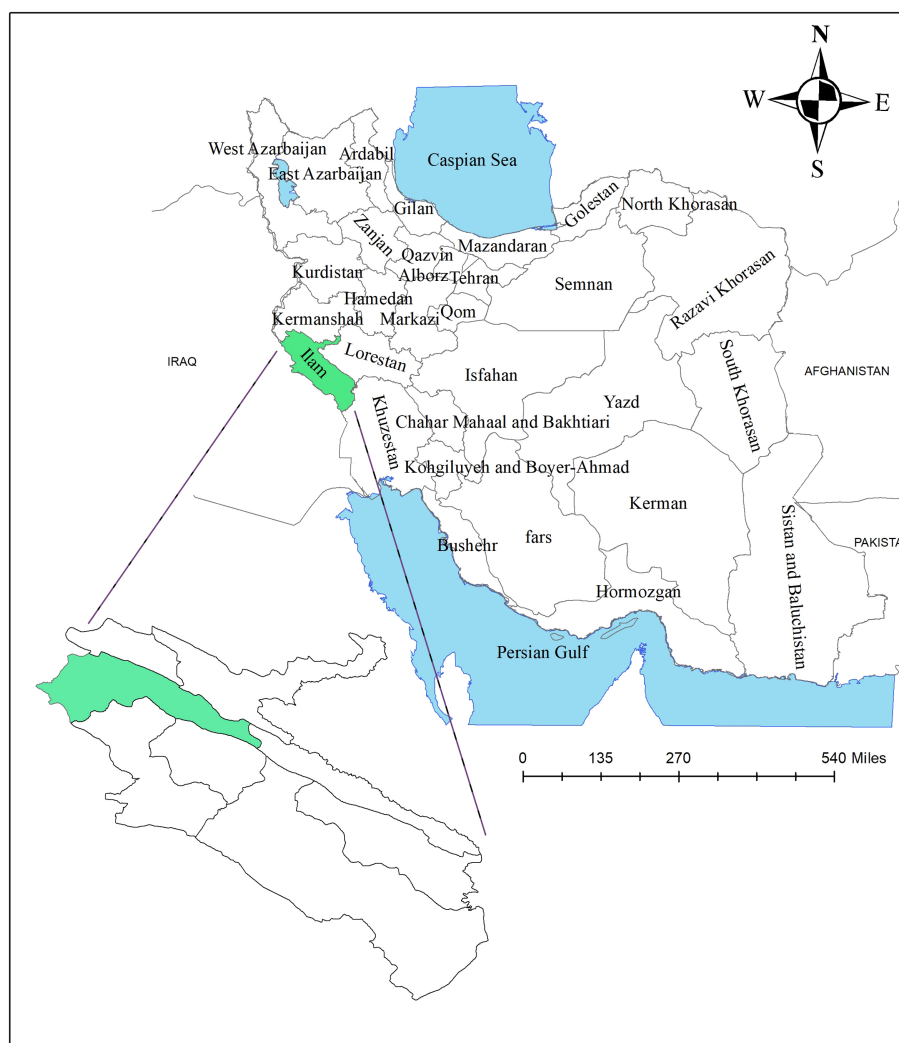 N
W E
S
West Azarbaijan
Ardabil
East Azarbaijan
Caspian Sea
Gilan
Golestan
North Khorasan
Zanjan
Mazandaran
Qazvin
Kurdistan
Alborz
Tehran
Semnan
Razavi Khorasan
Hamedan
Kermanshah
Markazi
Qom
IRAQ
Ilam
Lorestan
Isfahan
South Khorasan
AFGHANISTAN
Yazd
Khuzestan
Chahar Mahaal and Bakhtiari
Kohgiluyeh and Boyer-Ahmad
Kerman
Sistan and Baluchistan
PAKISTA
Bushehr
fars
Hormozgan
Persian Gulf
0 135 270 540 Miles